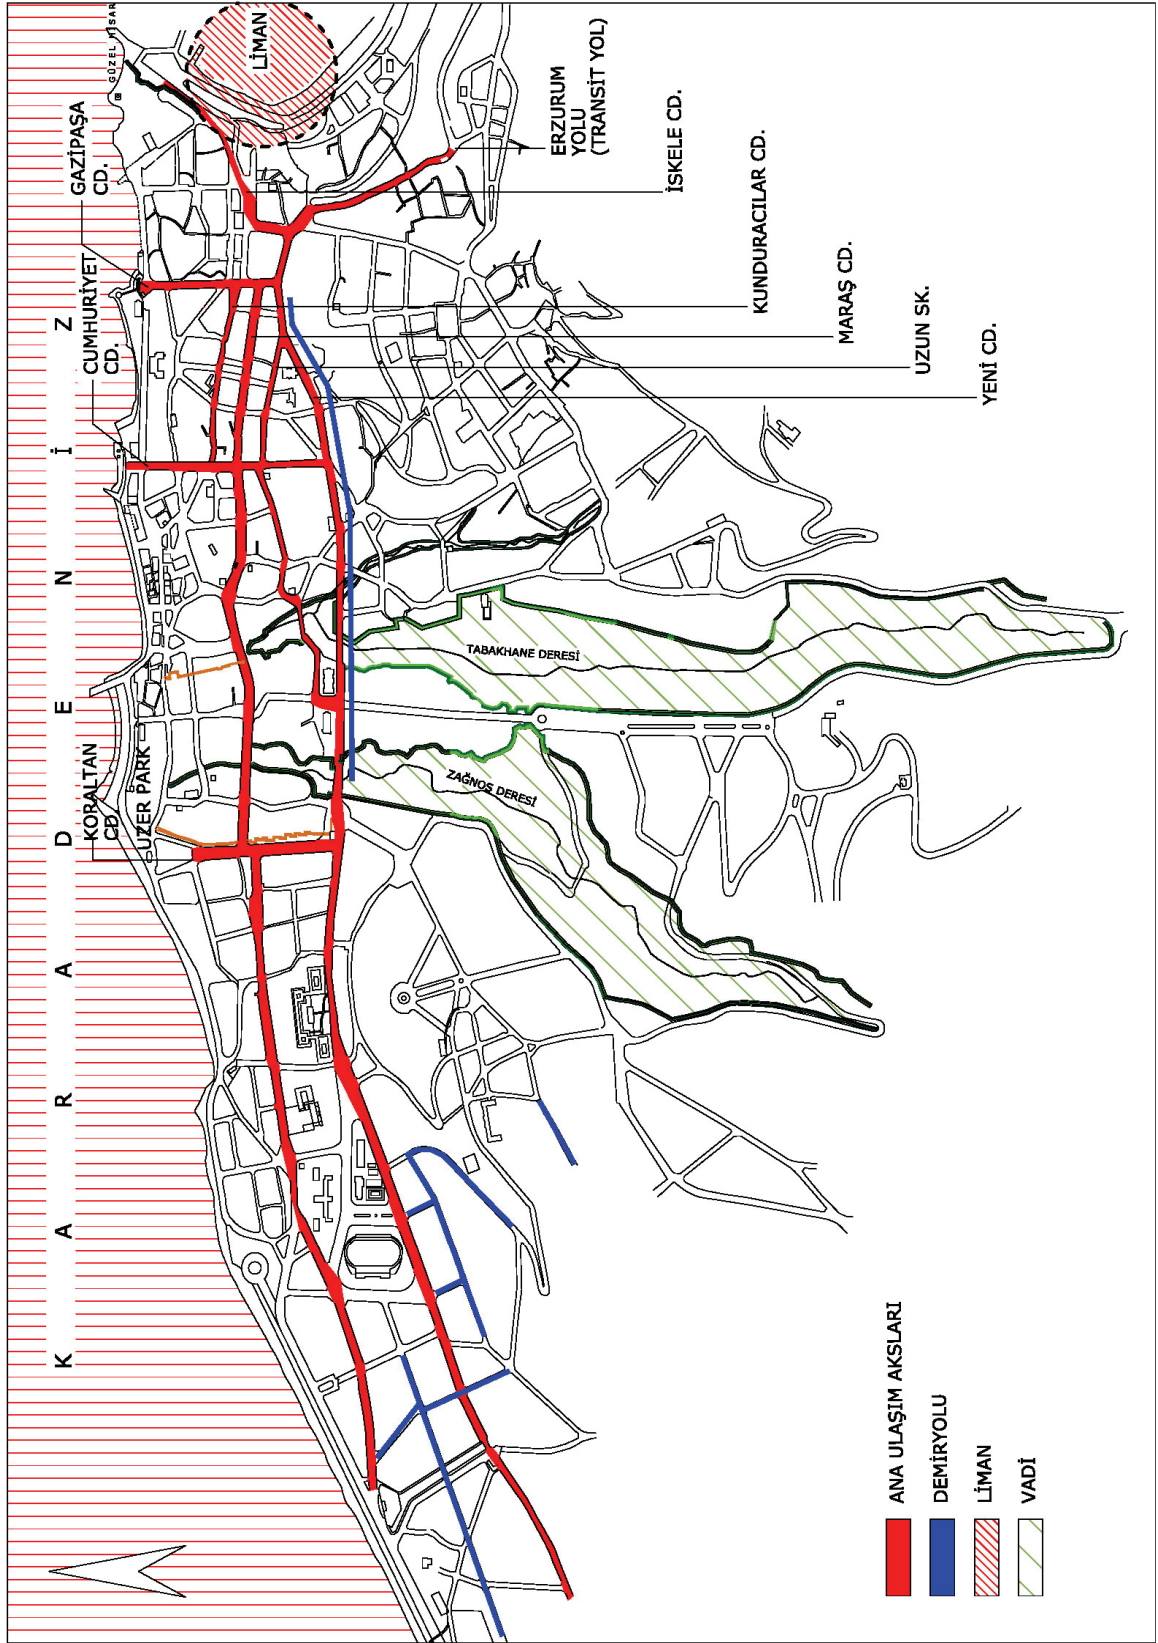 K A R A D E N İ Z
GAZİPAŞA
CD.
CUMHURİYET
CD.
KORALTAN
CD.
UZER PARK
GÜZEL HİSAR
LİMAN
TABAKHANE DERESİ
ZAĞNOS DERESİ
ERZURUM
YOLU
(TRANSİT YOL)
İSKELE CD.
KUNDURACILAR CD.
MARAŞ CD.
UZUN SK.
YENİ CD.
ANA ULAŞIM AKSLARI
DEMİRYOLU
LİMAN
VADİ